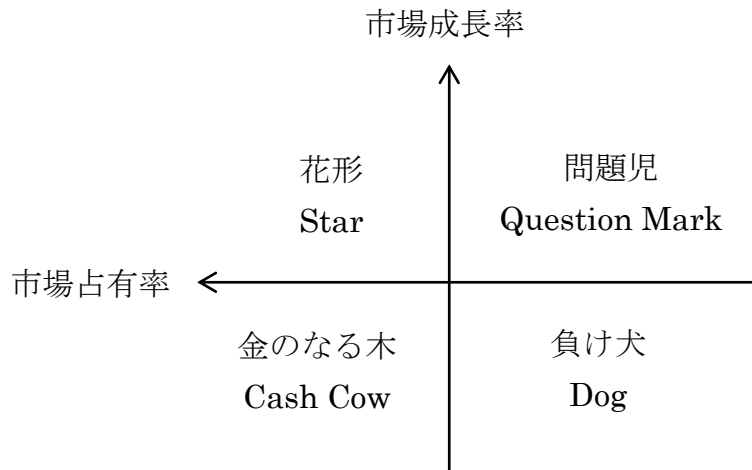 市場成長率
花形
Star
問題児
Question Mark
市場占有率
金のなる木
Cash Cow
負け犬
Dog